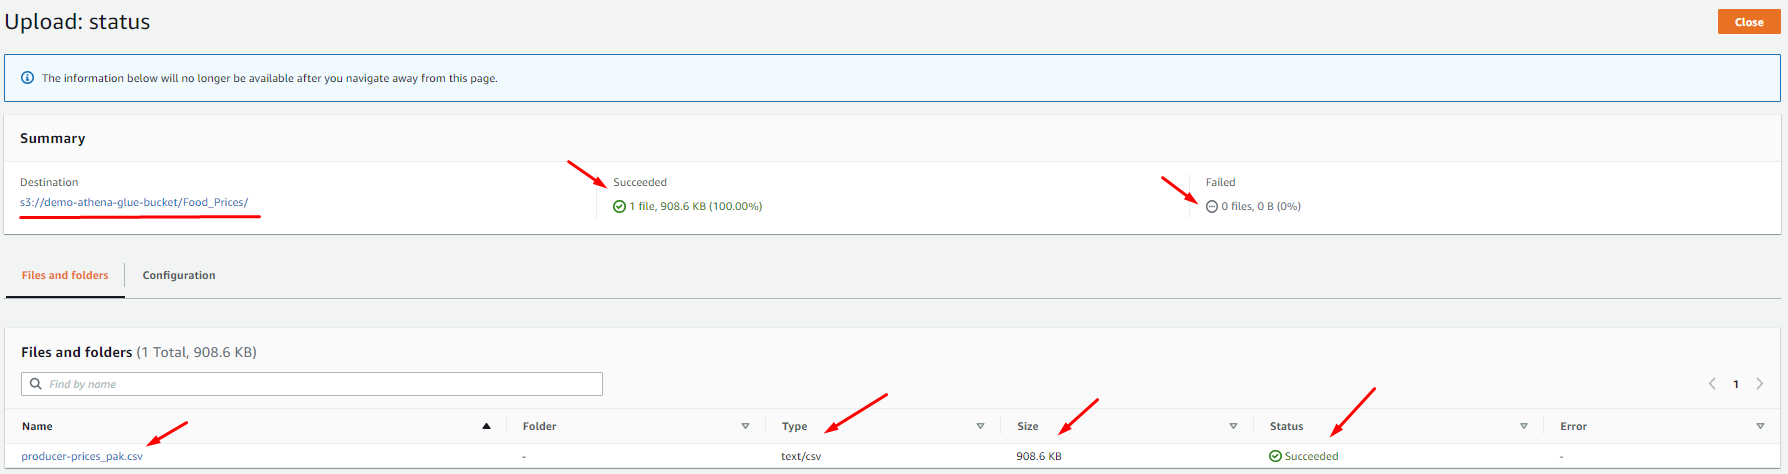 Upload: status
Close
The information below will no longer be available after you navigate away from this page.
Summary
Destination
s3://demo-athena-glue-bucket/Food_Prices/
Succeeded
1 file, 908.6 KB (100.00%)
Failed
0 files, 0 B (0%)
Files and folders Configuration
Files and folders (1 Total, 908.6 KB)
Find by name
1
Name Folder Type Size Status Error
producer-prices_pak.csv - text/csv 908.6 KB Succeeded -